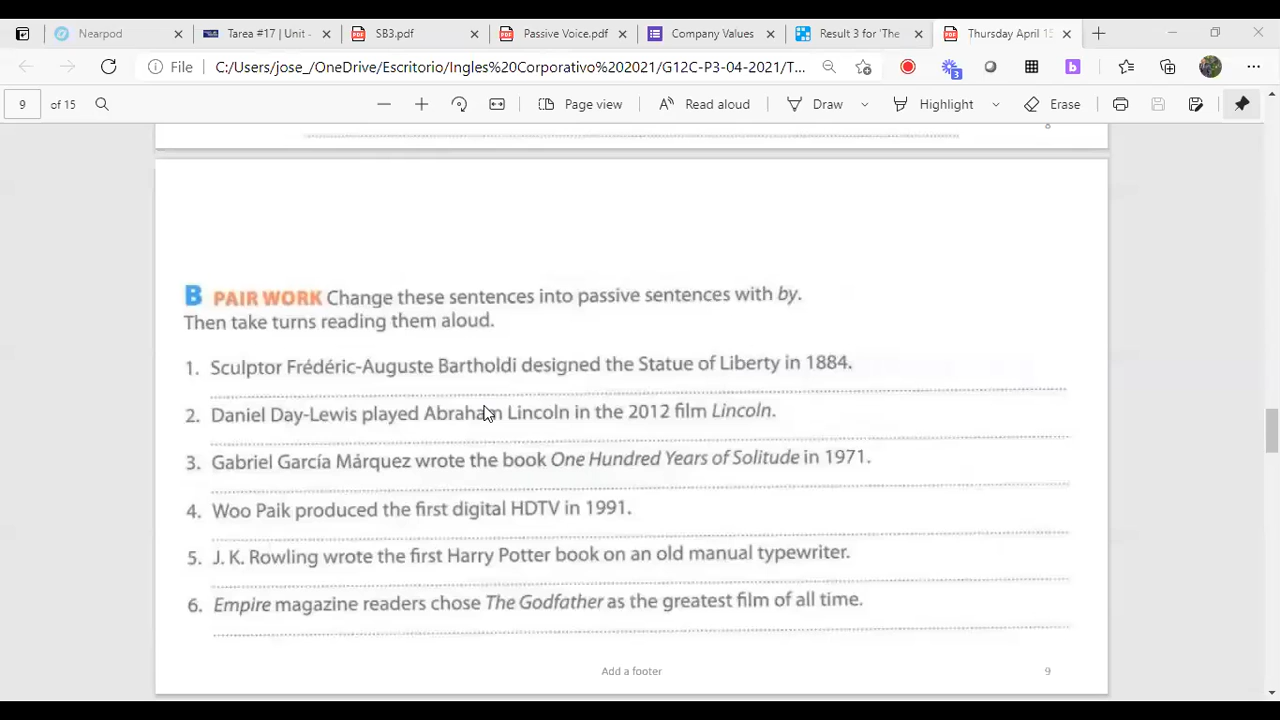 Nearpod
Tarea #17 | Unit -
SB3.pdf
Passive Voice.pdf
Company Values
Result 3 for 'The
Thursday April 15
File
C:/Users/jose_/OneDrive/Escritorio/Ingles%20Corporativo%202021/G12C-P3-04-2021/T...
3
b
9 of 15
Page view
Read aloud
Draw
Highlight
Erase
8
B PAIR WORK Change these sentences into passive sentences with by.
Then take turns reading them aloud.
1. Sculptor Frédéric-Auguste Bartholdi designed the Statue of Liberty in 1884.
2. Daniel Day-Lewis played Abraham Lincoln in the 2012 film Lincoln.
3. Gabriel García Márquez wrote the book One Hundred Years of Solitude in 1971.
4. Woo Paik produced the first digital HDTV in 1991.
5. J. K. Rowling wrote the first Harry Potter book on an old manual typewriter.
6. Empire magazine readers chose The Godfather as the greatest film of all time.
Add a footer
9